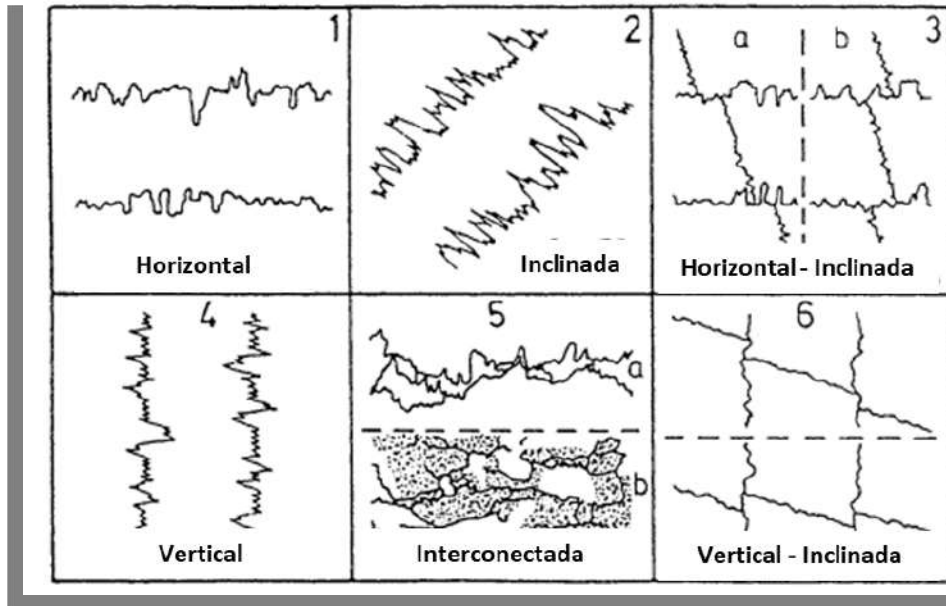 1
Horizontal
2
Inclinada
a b 3
Horizontal - Inclinada
4
Vertical
5
a
b
Interconectada
6
Vertical - Inclinada